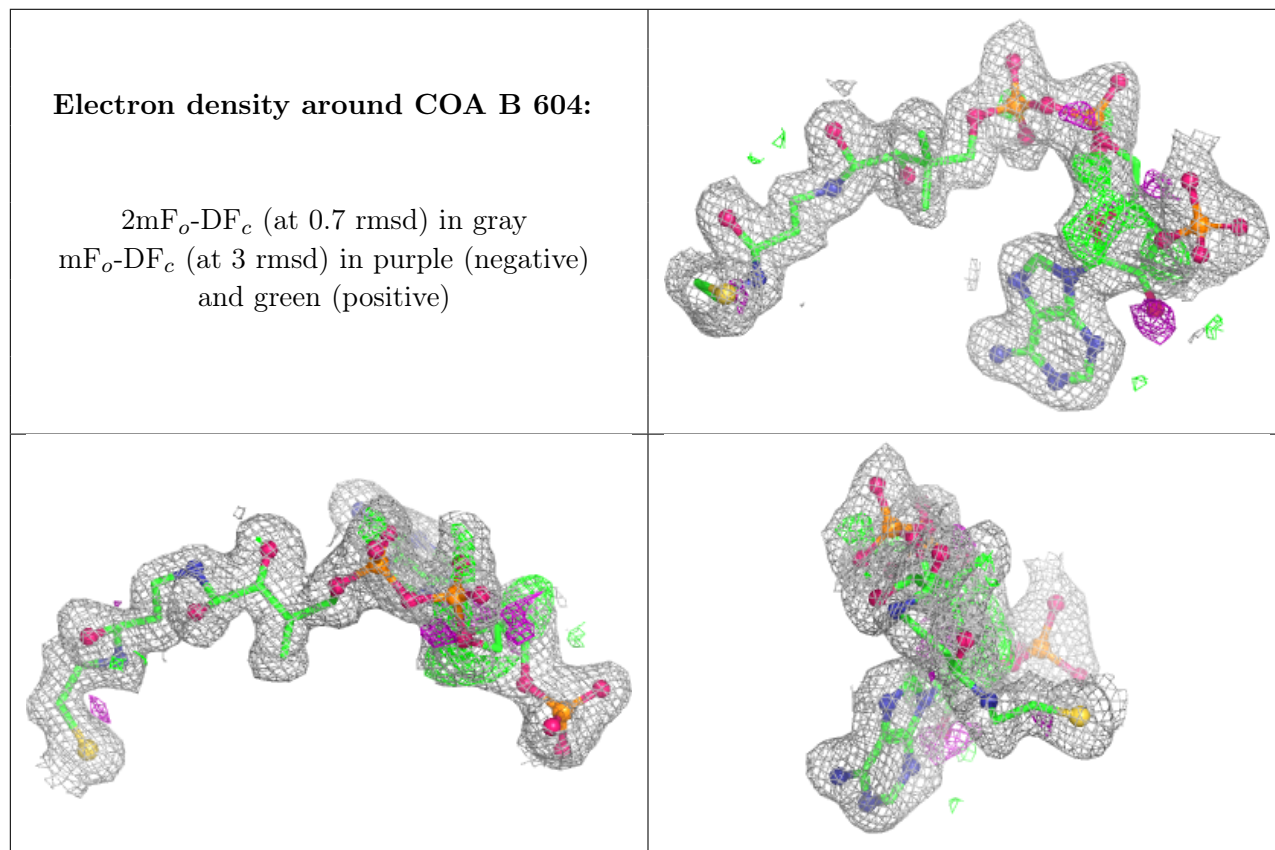 Electron density around COA B 604:
2mFo-DFc (at 0.7 rmsd) in gray
mFo-DFc (at 3 rmsd) in purple (negative)
and green (positive)